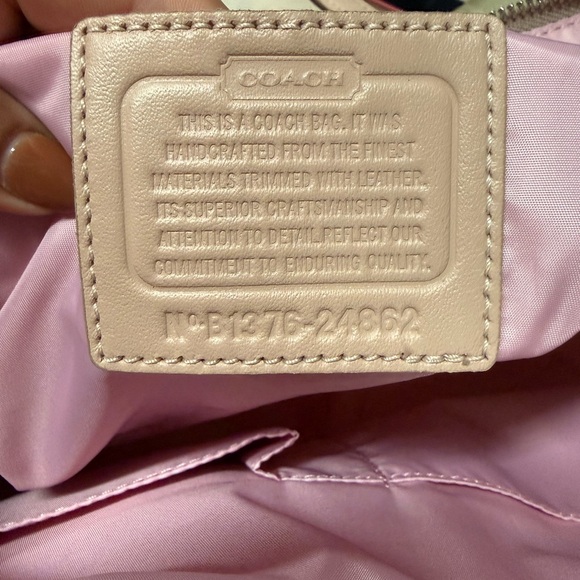 COACH
THIS IS A COACH BAG. IT WAS
HANDCRAFTED FROM THE FINEST
MATERIALS TRIMMED WITH LEATHER.
ITS SUPERIOR CRAFTSMANSHIP AND
ATTENTION TO DETAIL REFLECT OUR
COMMITMENT TO ENDURING QUALITY.
No B1376-24862